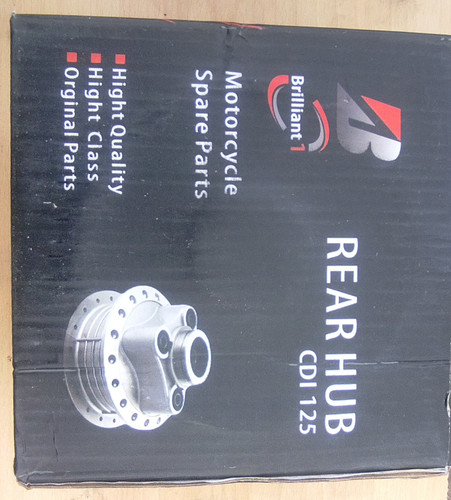 B
Brilliant 1
Motorcycle
Spare Parts
Hight Quality
Hight Class
Orginal Parts
REAR HUB
CDI 125